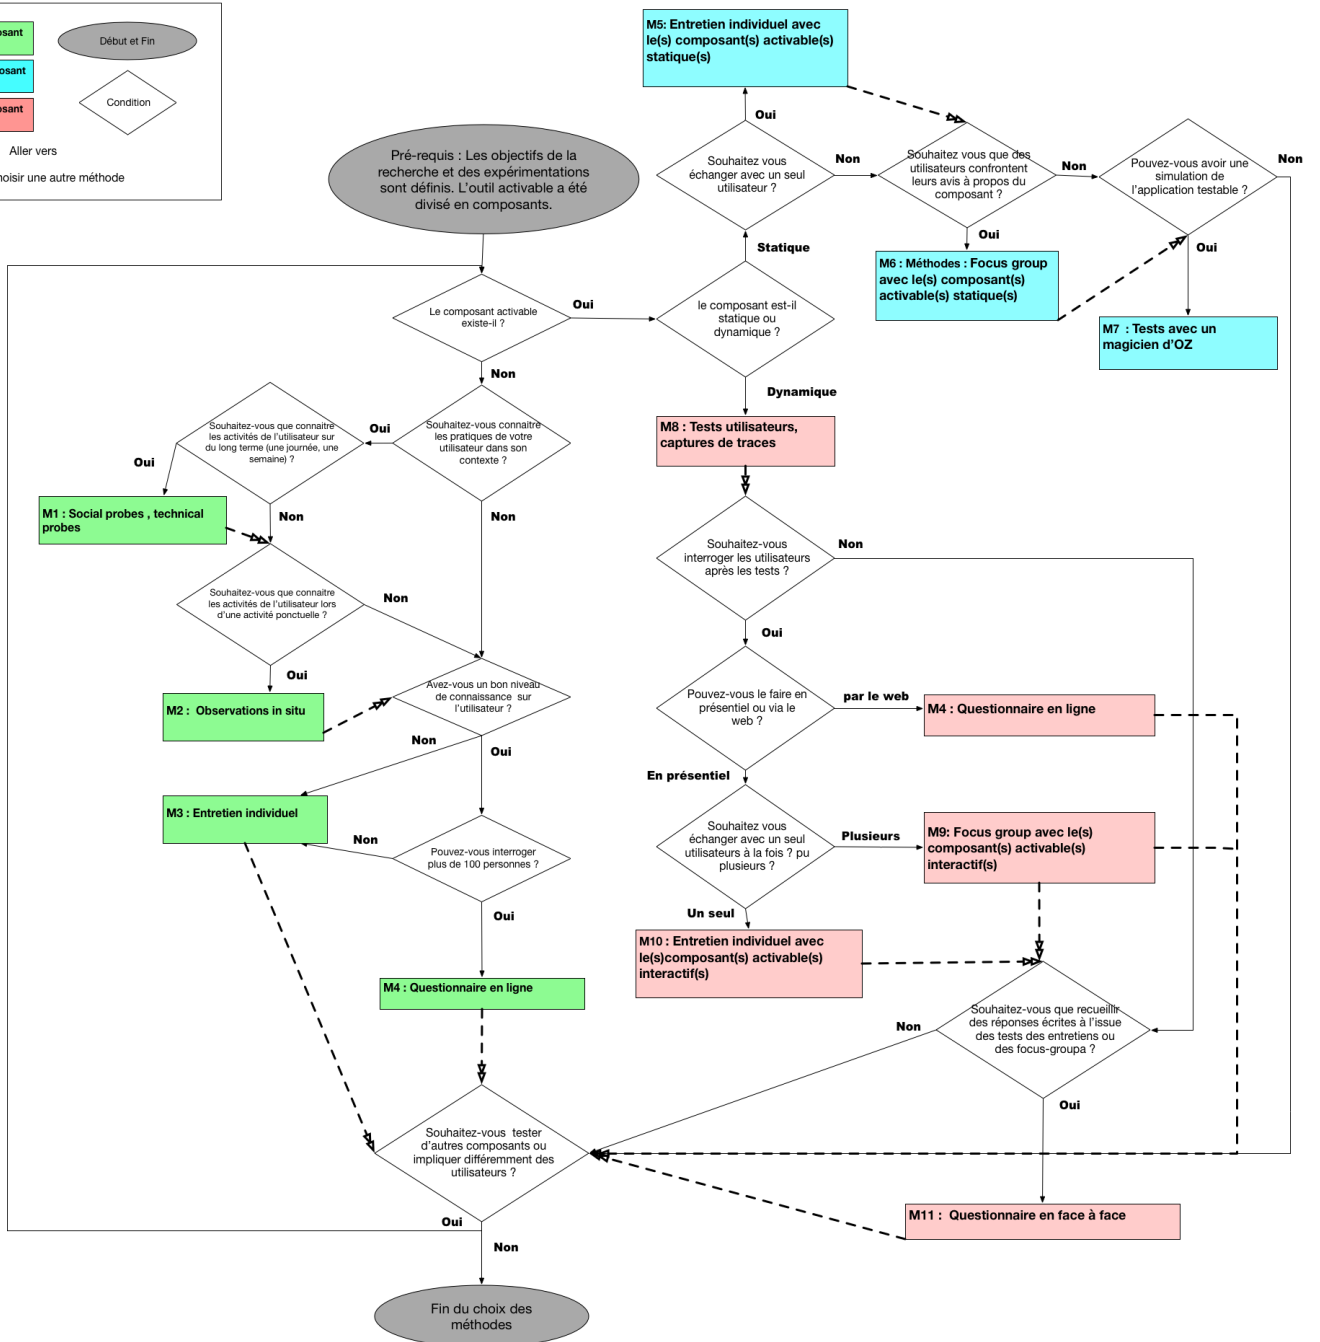 Début et Fin
Condition
Aller vers
une autre méthode
Pré-requis : Les objectifs de la
recherche et des expérimentations
sont définis. L'outil activable a été
divisé en composants.
M5: Entretien individuel avec
le(s) composant(s) activable(s)
statique(s)
Oui
Souhaitez vous
échanger avec un seul
utilisateur ?
Non
Souhaitez vous que des
utilisateurs confrontent
leurs avis à propos du
composant ?
Non
Pouvez-vous avoir une
simulation de
l'application testable ?
Non
Oui
Oui
Statique
M6 : Méthodes : Focus group
avec le(s) composant(s)
activable(s) statique(s)
M7 : Tests avec un
magicien d'OZ
Le composant activable
existe-il ?
Oui
le composant est-il
statique ou
dynamique ?
Non
Dynamique
Souhaitez-vous que connaitre
les activités de l'utilisateur sur
du long terme (une journée, une
semaine) ?
Oui
Souhaitez-vous connaitre
les pratiques de votre
utilisateur dans son
contexte ?
M8 : Tests utilisateurs,
captures de traces
Oui
M1 : Social probes , technical
probes
Non
Non
Souhaitez-vous
interroger les utilisateurs
après les tests ?
Non
Souhaitez-vous que connaitre
les activités de l'utilisateur lors
d'une activité ponctuelle ?
Non
Oui
Oui
M2 : Observations in situ
Avez-vous un bon niveau
de connaissance sur
l'utilisateur ?
Pouvez-vous le faire en
présentiel ou via le
web ?
par le web
M4 : Questionnaire en ligne
Non
Oui
En présentiel
M3 : Entretien individuel
Non
Pouvez-vous interroger
plus de 100 personnes ?
Souhaitez vous
échanger avec un seul
utilisateurs à la fois ? pu
plusieurs ?
Plusieurs
M9: Focus group avec le(s)
composant(s) activable(s)
interactif(s)
Oui
Un seul
M10 : Entretien individuel avec
le(s)composant(s) activable(s)
interactif(s)
M4 : Questionnaire en ligne
Souhaitez-vous que recueillir
des réponses écrites à l'issue
des tests des entretiens ou
des focus-groupa ?
Non
Oui
Souhaitez-vous tester
d'autres composants ou
impliquer différemment des
utilisateurs ?
M11 : Questionnaire en face à face
Oui
Non
Fin du choix des
méthodes